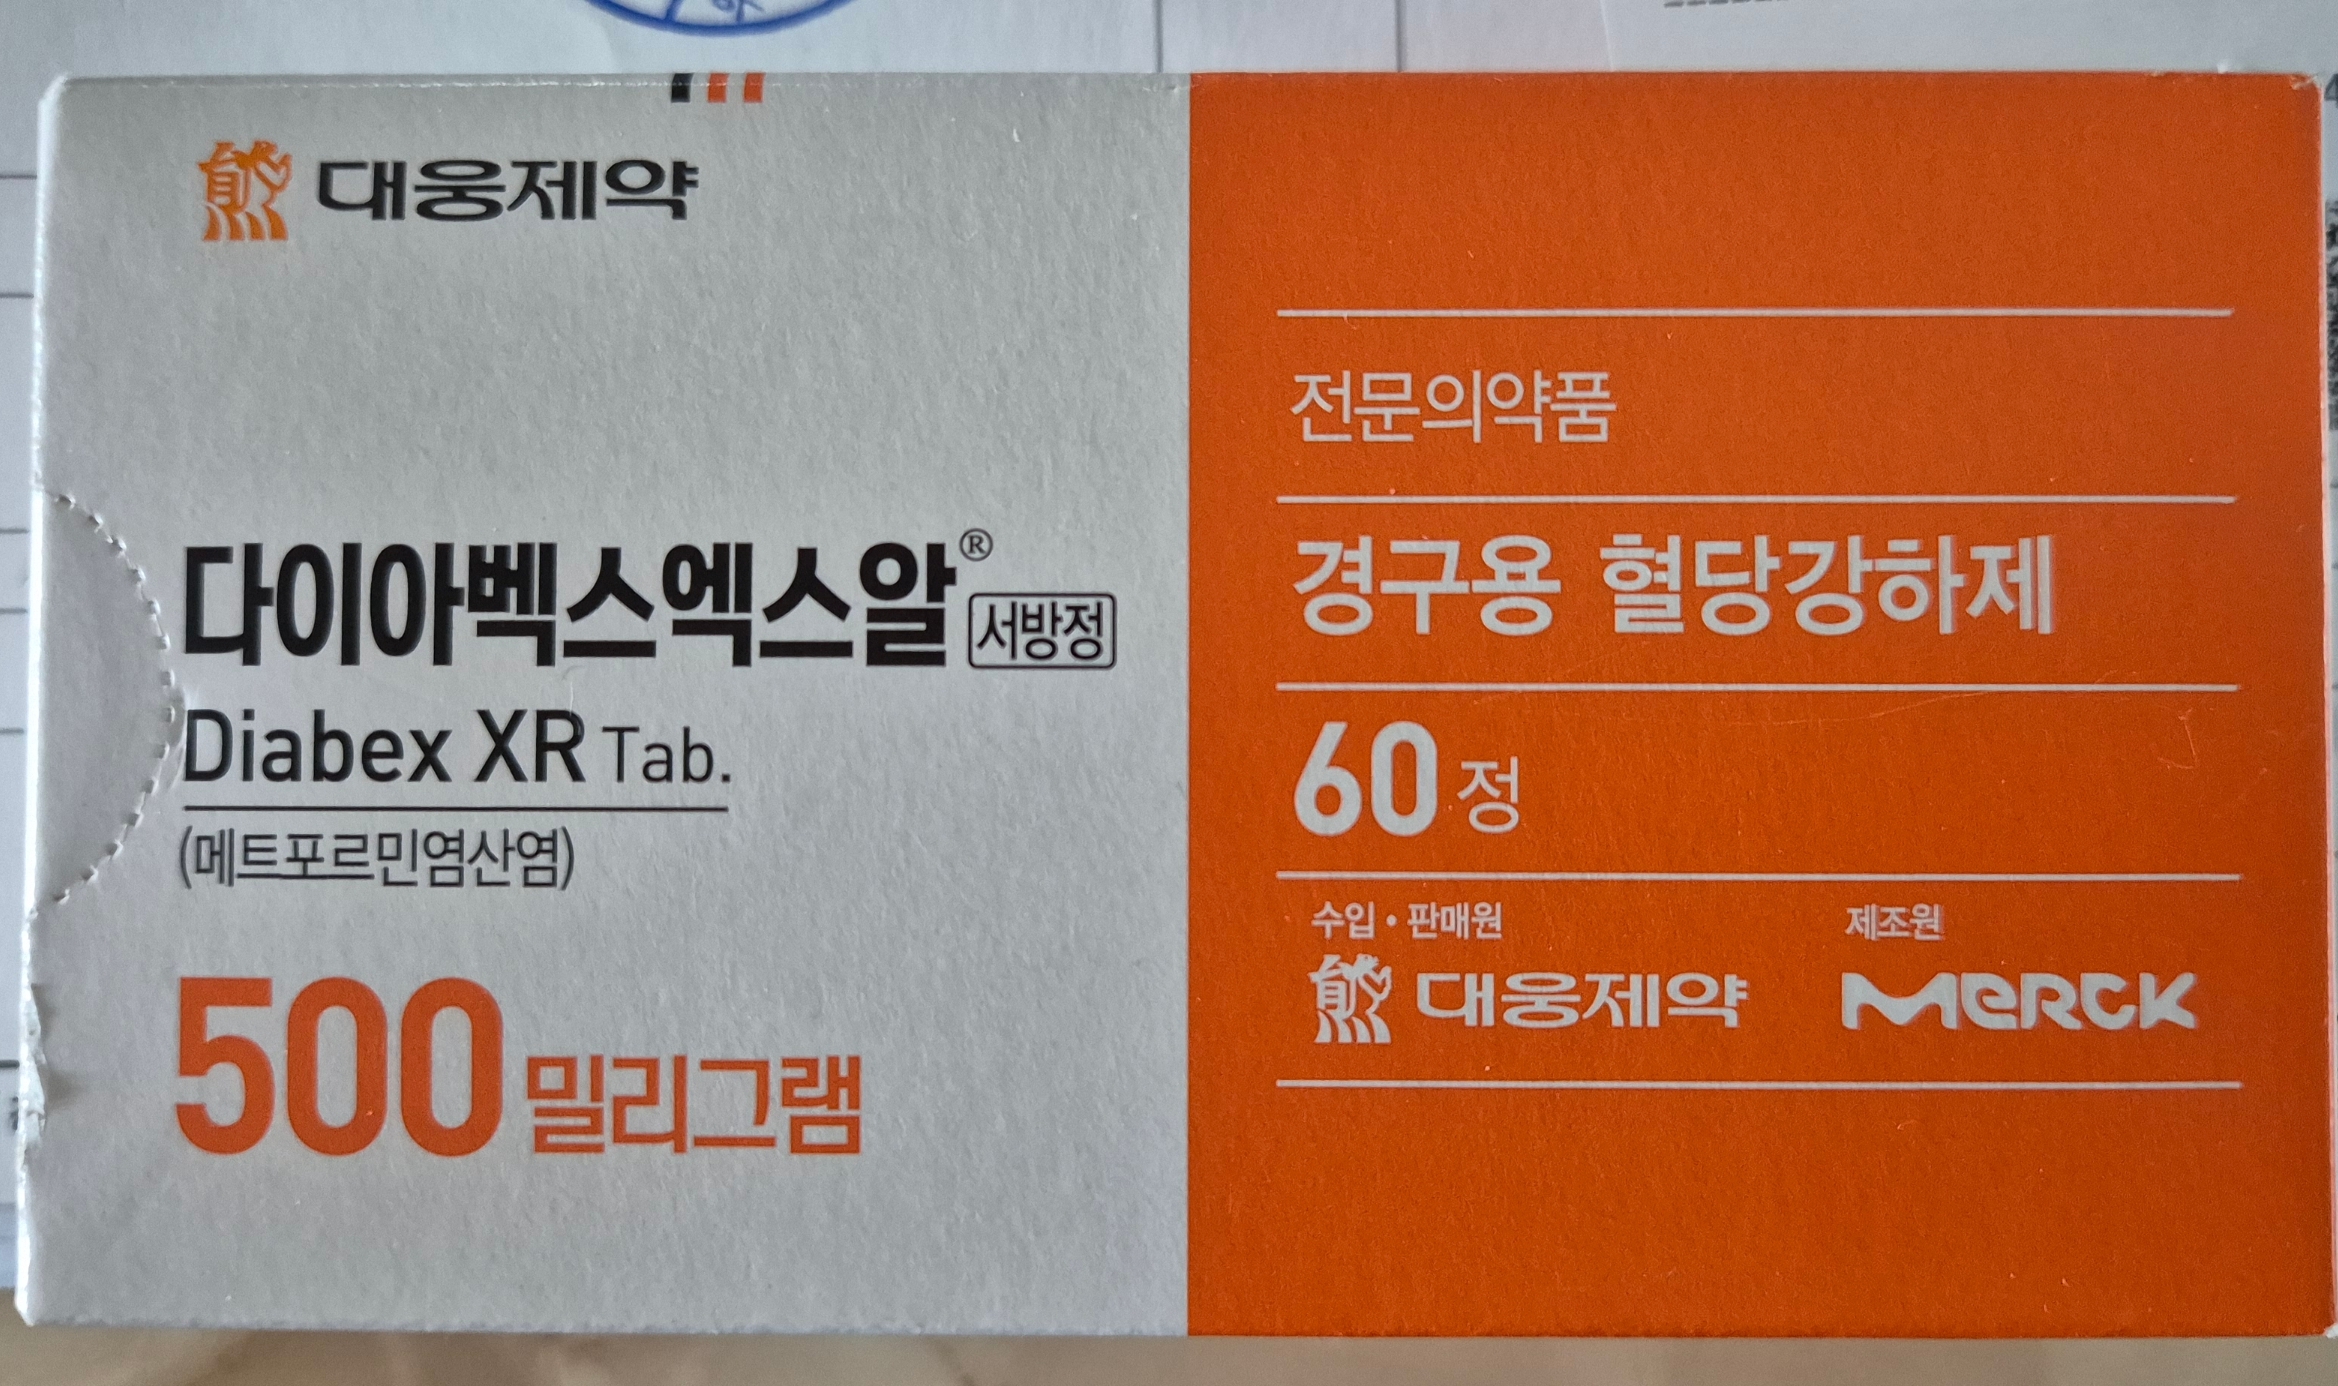 대웅제약
다이아벡스엑스알® 서방정
Diabex XR Tab.
(메트포르민염산염)
500 밀리그램
전문의약품
경구용 혈당강하제
60 정
수입·판매원
대웅제약
제조원
MERCK